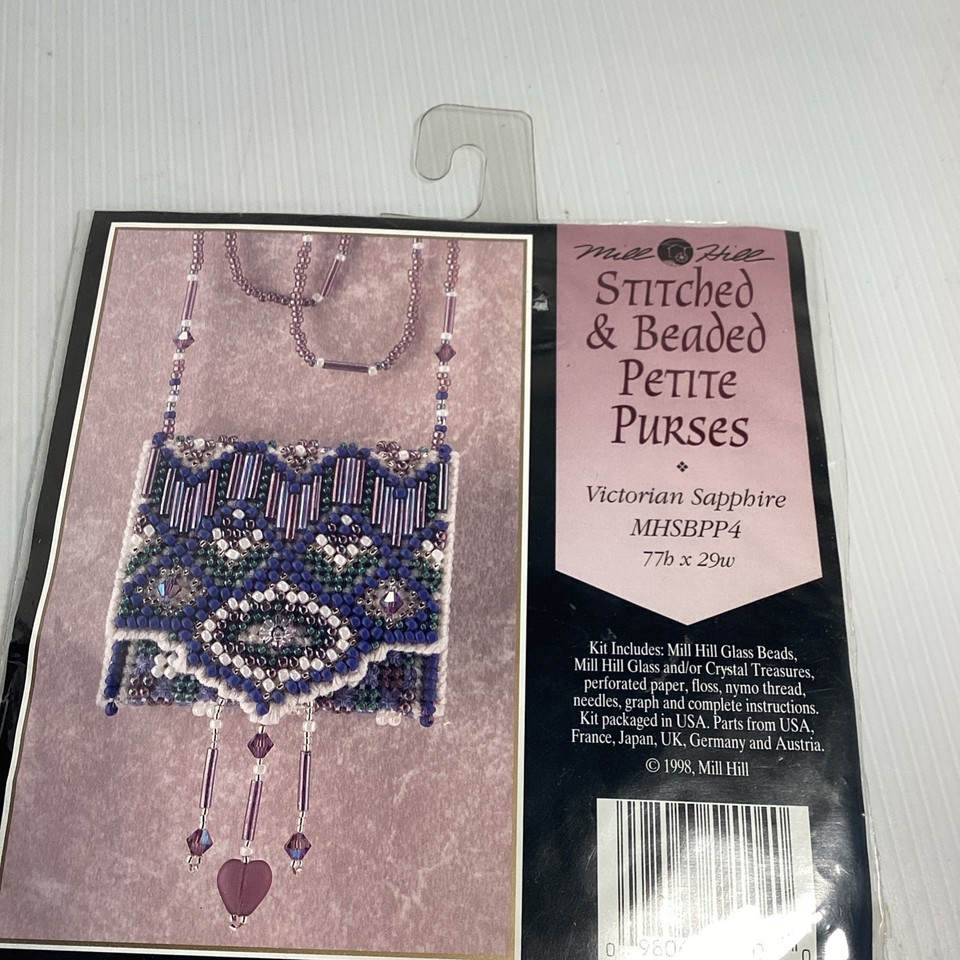 Mill Hill
Stitched
& Beaded
Petite
Purses
Victorian Sapphire
MHSBPP4
77h x 29w
Kit Includes: Mill Hill Glass Beads,
Mill Hill Glass and/or Crystal Treasures,
perforated paper, floss, nymo thread,
needles, graph and complete instructions.
Kit packaged in USA. Parts from USA,
France, Japan, UK, Germany and Austria.
© 1998, Mill Hill